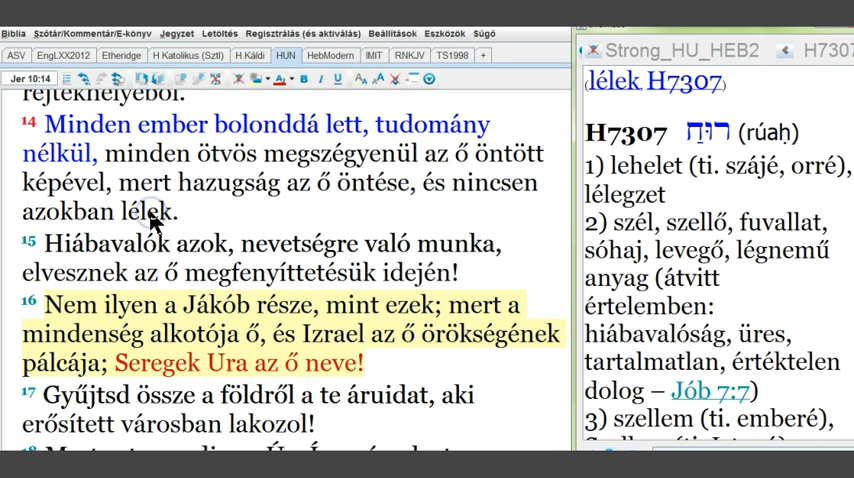 Biblia Szótár/Kommentár/E-könyv Jegyzet Letöltés Regisztrálás (és aktiválás) Beállítások Eszközök Súgó
ASV EngLXX2012 Etheridge H Katolikus (Sztl) H Káldi HUN HebModern IMIT RNKJV TS1998 +
Jer 10:14
rejtekhelyéből.
14 Minden ember bolonddá lett, tudomány
nélkül, minden ötvös megszégyenül az ő öntött
képével, mert hazugság az ő öntése, és nincsen
azokban lélek.
15 Hiábavalók azok, nevetségre való munka,
elvesznek az ő megfenyíttetésük idején!
16 Nem ilyen a Jákób része, mint ezek; mert a
mindenség alkotója ő, és Izrael az ő örökségének
pálcája; Seregek Ura az ő neve!
17 Gyűjtsd össze a földről a te áruidat, aki
erősített városban lakozol!
18
Strong_HU_HEB2 H7307
(lélek, H7307)
H7307 רוּחַ (rúaḥ)
1) lehelet (ti. szájé, orré),
lélegzet
2) szél, szellő, fuvallat,
sóhaj, levegő, légnemű
anyag (átvitt
értelemben:
hiábavalóság, üres,
tartalmatlan, értéktelen
dolog – Jób 7:7)
3) szellem (ti. emberé),